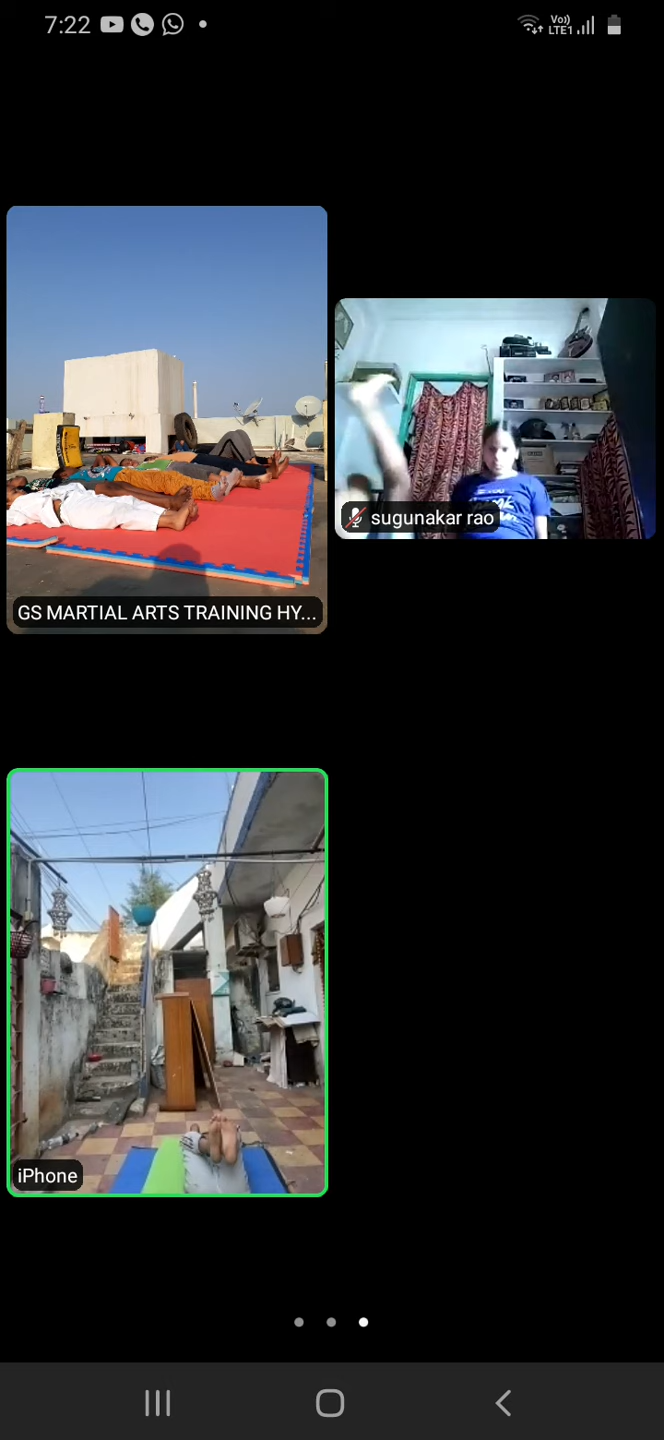 7:22
Vo))
LTE1
GS MARTIAL ARTS TRAINING HY...
sugunakar rao
iPhone